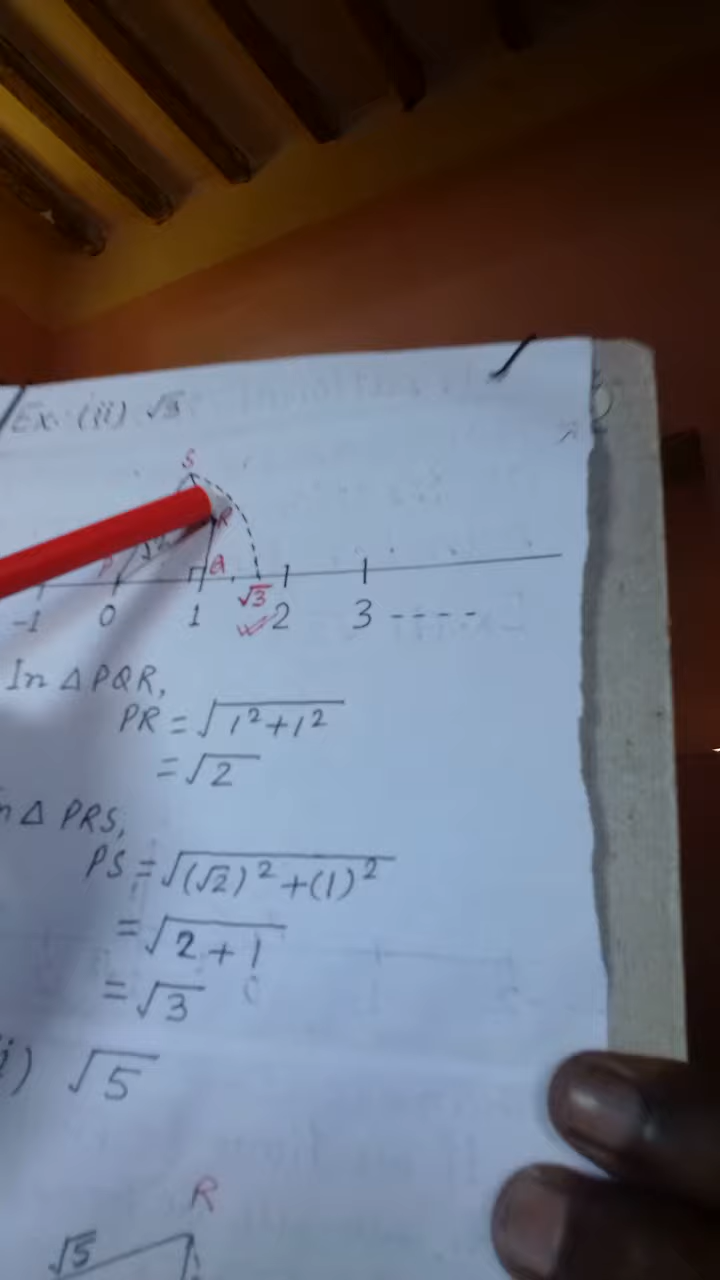 Ex. (ii) √3
S
R
P √2 Q
-1 0 1 √3 2 3 ----
In △ PQR,
PR = √1²+1²
= √2
n △ PRS,
PS = √(√2)²+(1)²
= √2+1
= √3
i) √5
R
√5